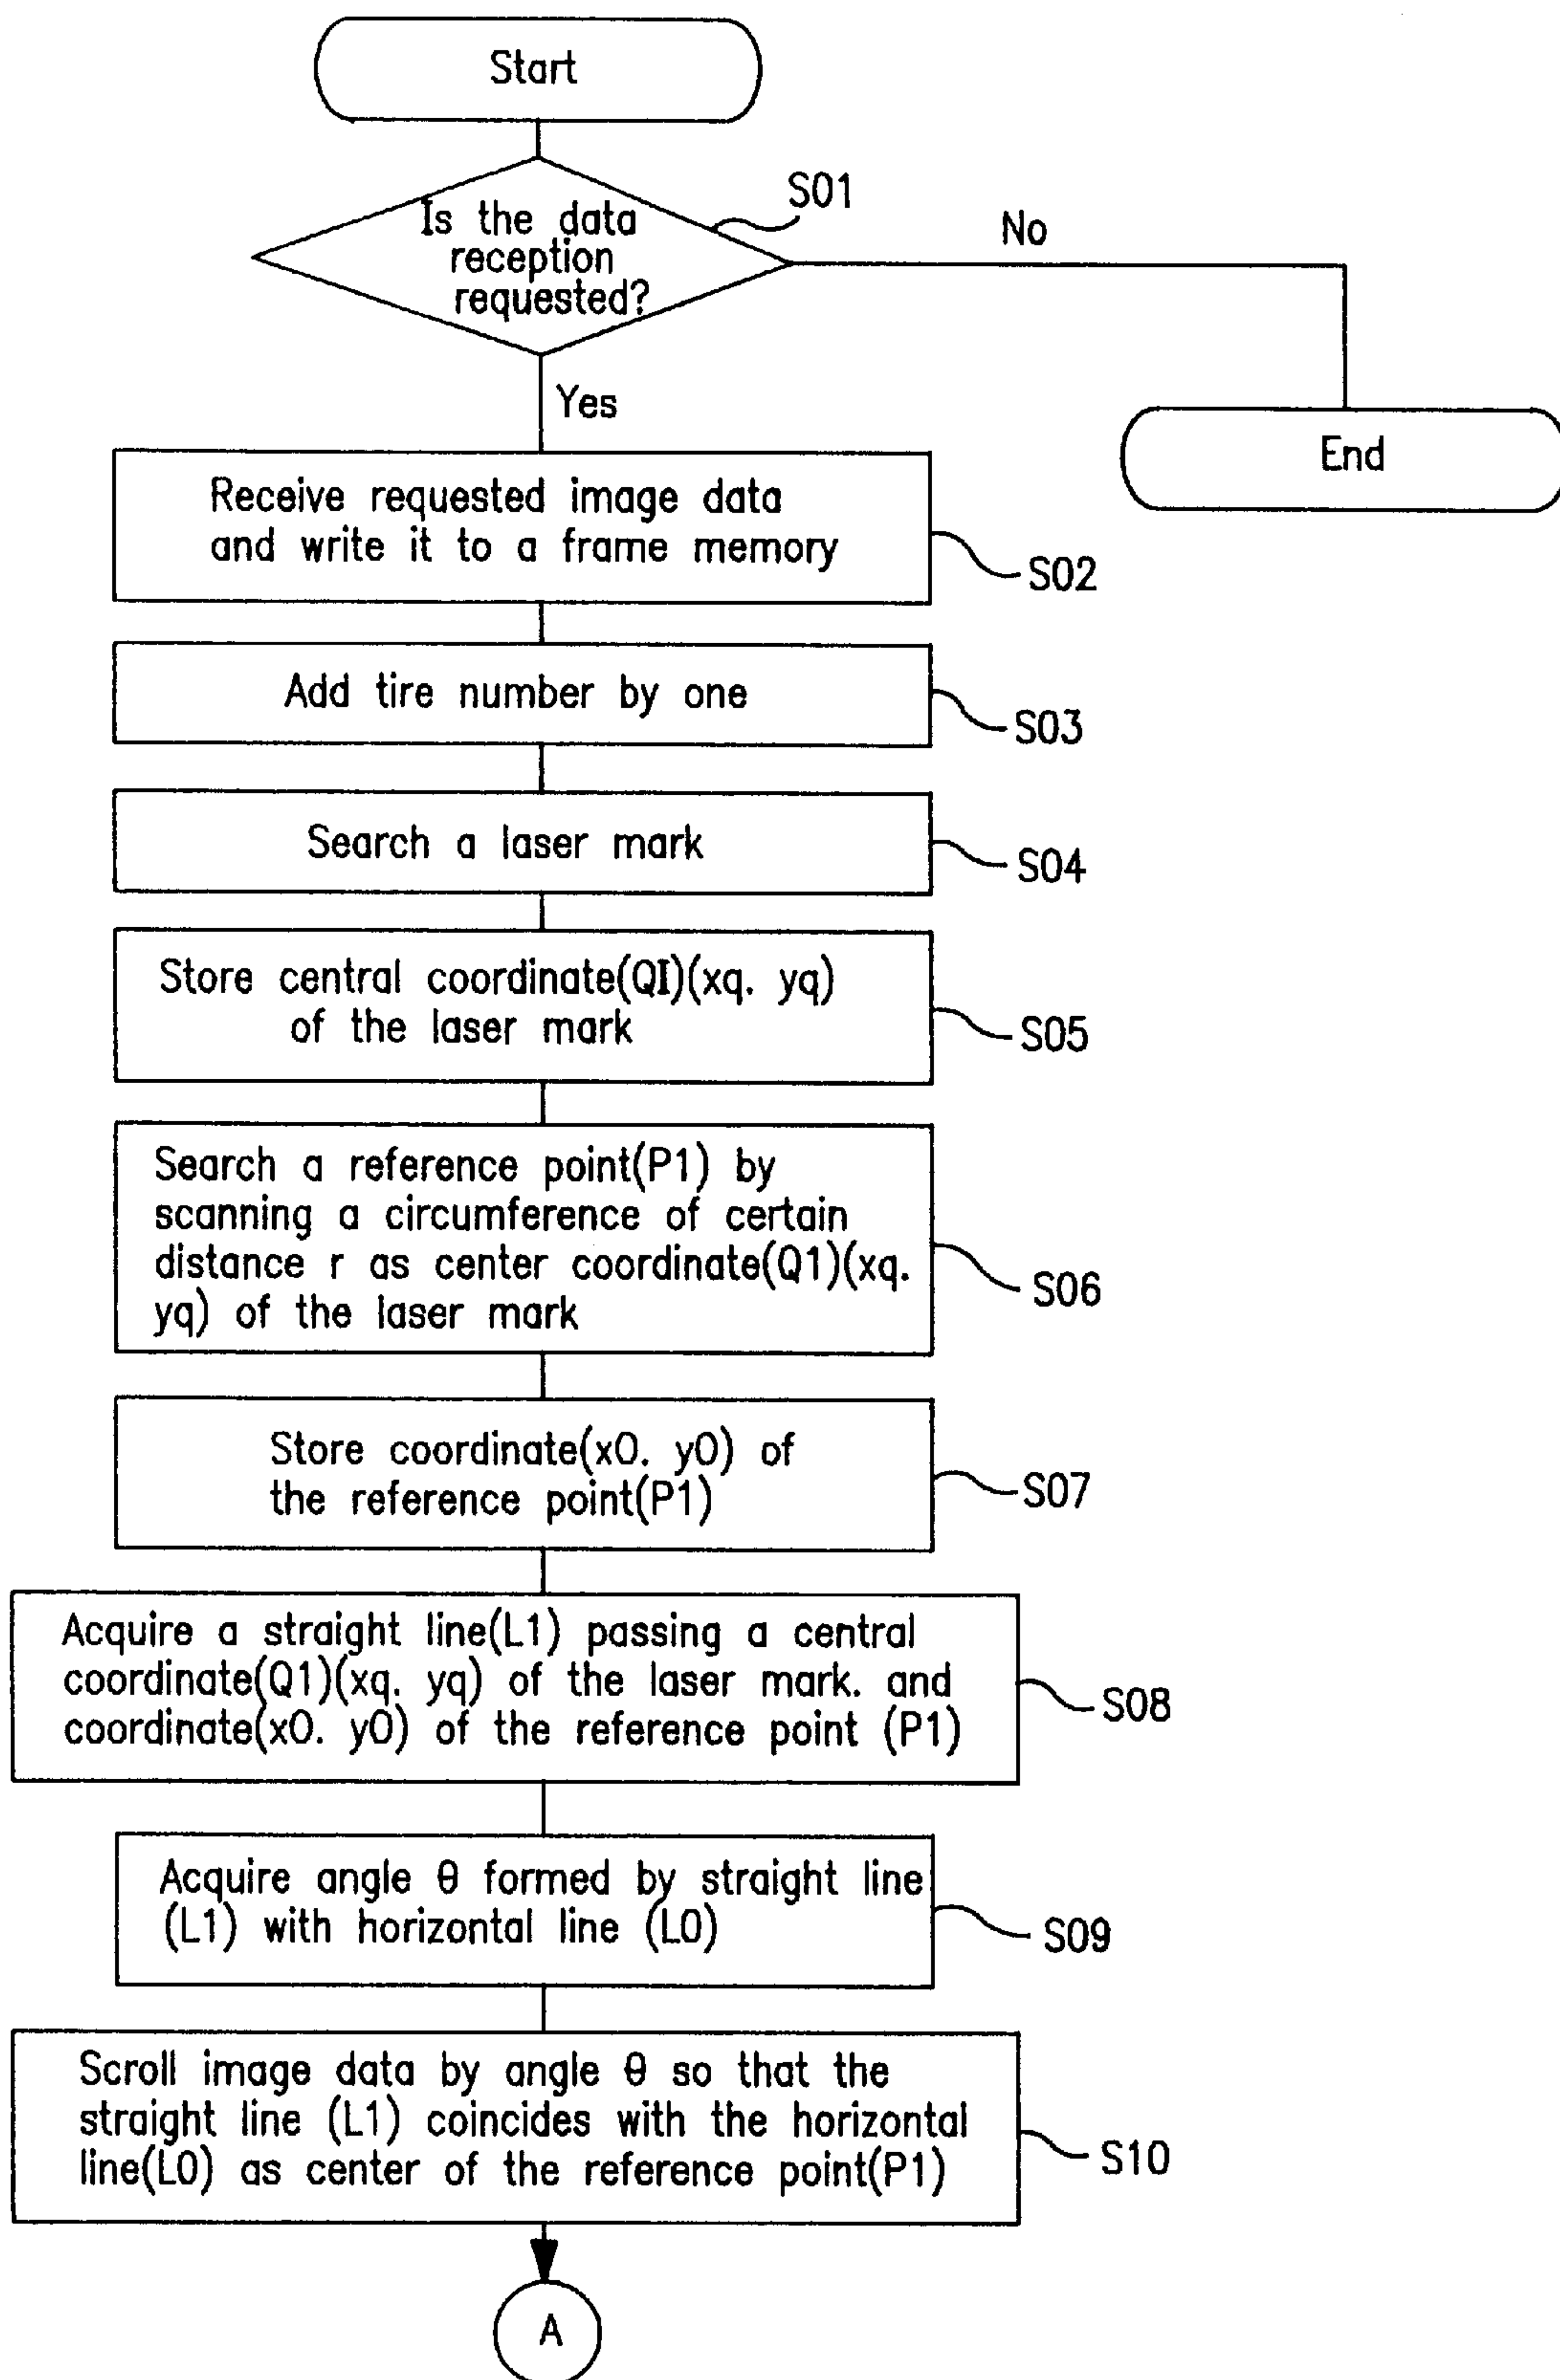 Start
Is the data
reception
requested?
S01
No
Yes
End
Receive requested image data
and write it to a frame memory
S02
Add tire number by one
S03
Search a laser mark
S04
Store central coordinate(QI)(xq. yq)
of the laser mark
S05
Search a reference point(P1) by
scanning a circumference of certain
distance r as center coordinate(Q1)(xq.
yq) of the laser mark
S06
Store coordinate(x0. y0) of
the reference point(P1)
S07
Acquire a straight line(L1) passing a central
coordinate(Q1)(xq. yq) of the laser mark. and
coordinate(x0. y0) of the reference point (P1)
S08
Acquire angle θ formed by straight line
(L1) with horizontal line (L0)
S09
Scroll image data by angle θ so that the
straight line (L1) coincides with the horizontal
line(L0) as center of the reference point(P1)
S10
A